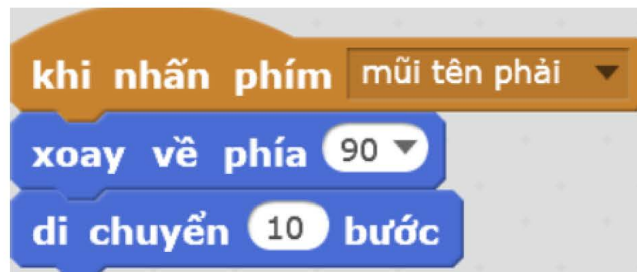 khi nhấn phím mũi tên phải
xoay về phía 90
di chuyển 10 bước